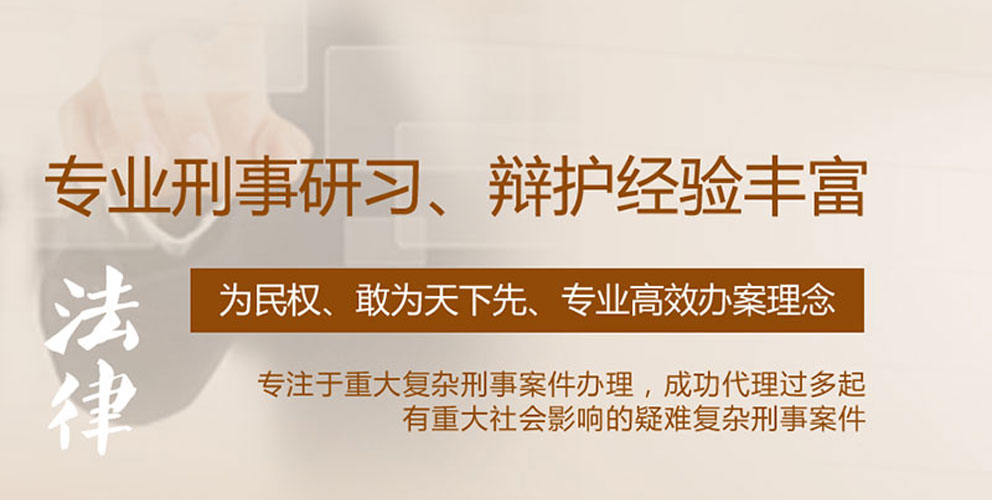 专业刑事研习、辩护经验丰富
法律
为民权、敢为天下先、专业高效办案理念
专注于重大复杂刑事案件办理，成功代理过多起
有重大社会影响的疑难复杂刑事案件